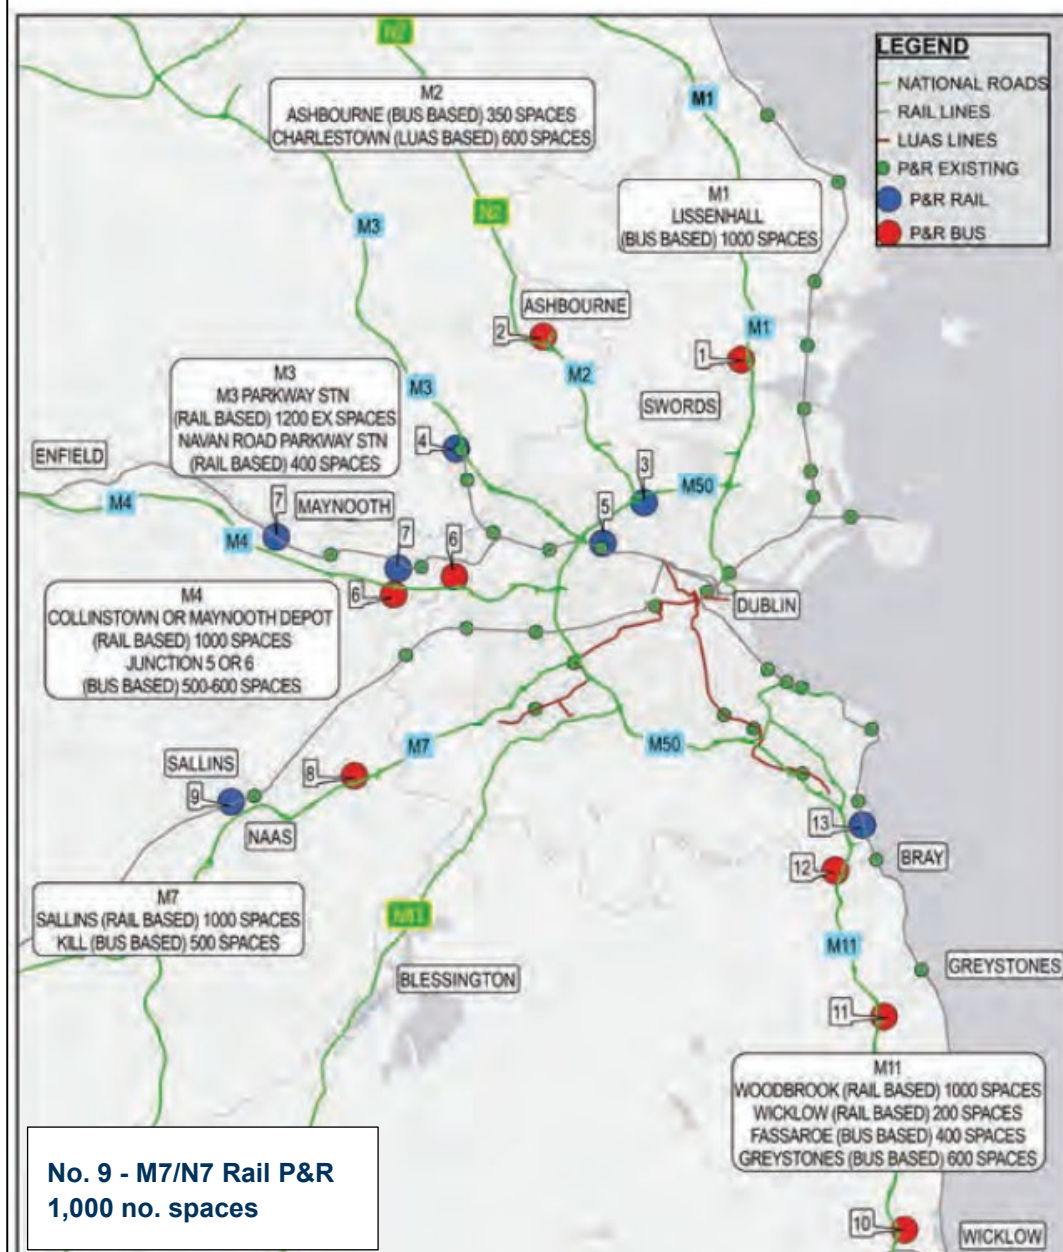 N2
LEGEND
NATIONAL ROADS
RAIL LINES
LUAS LINES
P&R EXISTING
P&R RAIL
P&R BUS
M1
M2
ASHBOURNE (BUS BASED) 350 SPACES
CHARLESTOWN (LUAS BASED) 600 SPACES
M1
LISSENHALL
(BUS BASED) 1000 SPACES
N2
M3
ASHBOURNE
2
M1
1
M2
M3
SWORDS
M3
M3 PARKWAY STN
(RAIL BASED) 1200 EX SPACES
NAVAN ROAD PARKWAY STN
(RAIL BASED) 400 SPACES
4
ENFIELD
3
M50
M4
7
MAYNOOTH
5
M4
7
6
6
DUBLIN
M4
COLLINSTOWN OR MAYNOOTH DEPOT
(RAIL BASED) 1000 SPACES
JUNCTION 5 OR 6
(BUS BASED) 500-600 SPACES
M7
M50
SALLINS
8
9
NAAS
13
BRAY
12
M7
SALLINS (RAIL BASED) 1000 SPACES
KILL (BUS BASED) 500 SPACES
N81
M11
BLESSINGTON
GREYSTONES
11
M11
WOODBROOK (RAIL BASED) 1000 SPACES
WICKLOW (RAIL BASED) 200 SPACES
FASSAROE (BUS BASED) 400 SPACES
GREYSTONES (BUS BASED) 600 SPACES
No. 9 - M7/N7 Rail P&R
1,000 no. spaces
10
WICKLOW